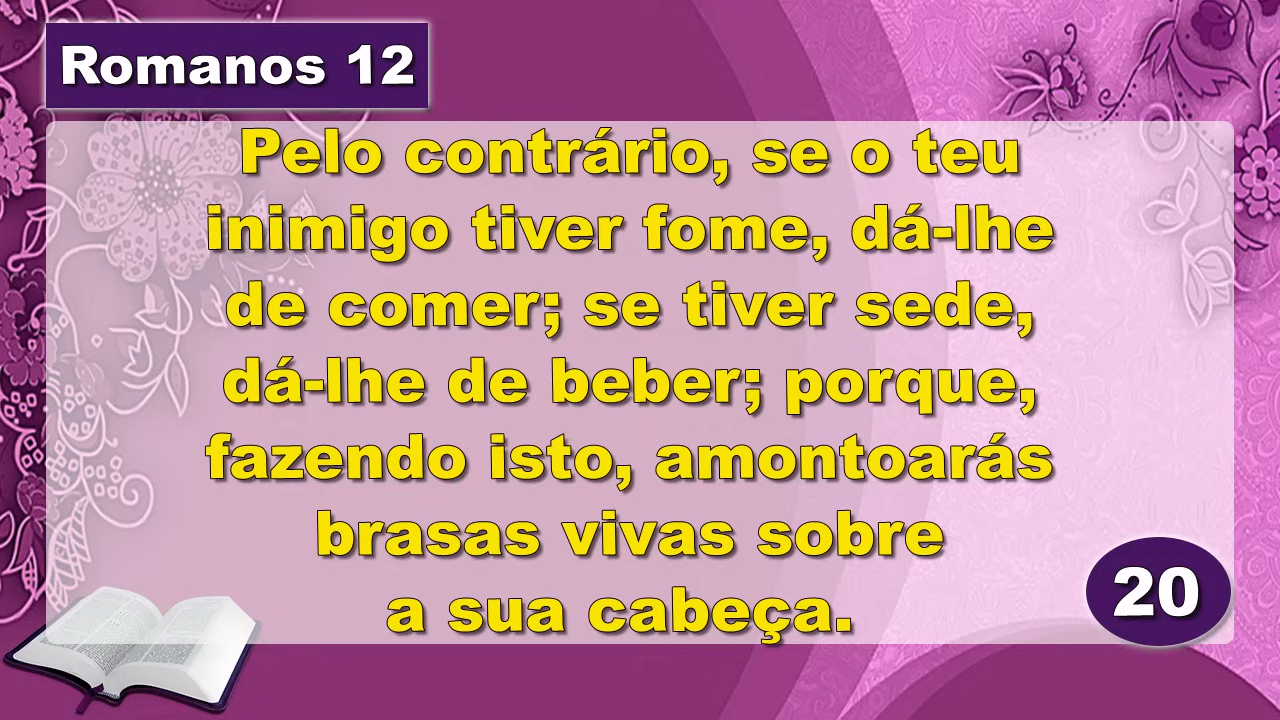 Romanos 12
Pelo contrário, se o teu
inimigo tiver fome, dá-lhe
de comer; se tiver sede,
dá-lhe de beber; porque,
fazendo isto, amontoarás
brasas vivas sobre
a sua cabeça.
20